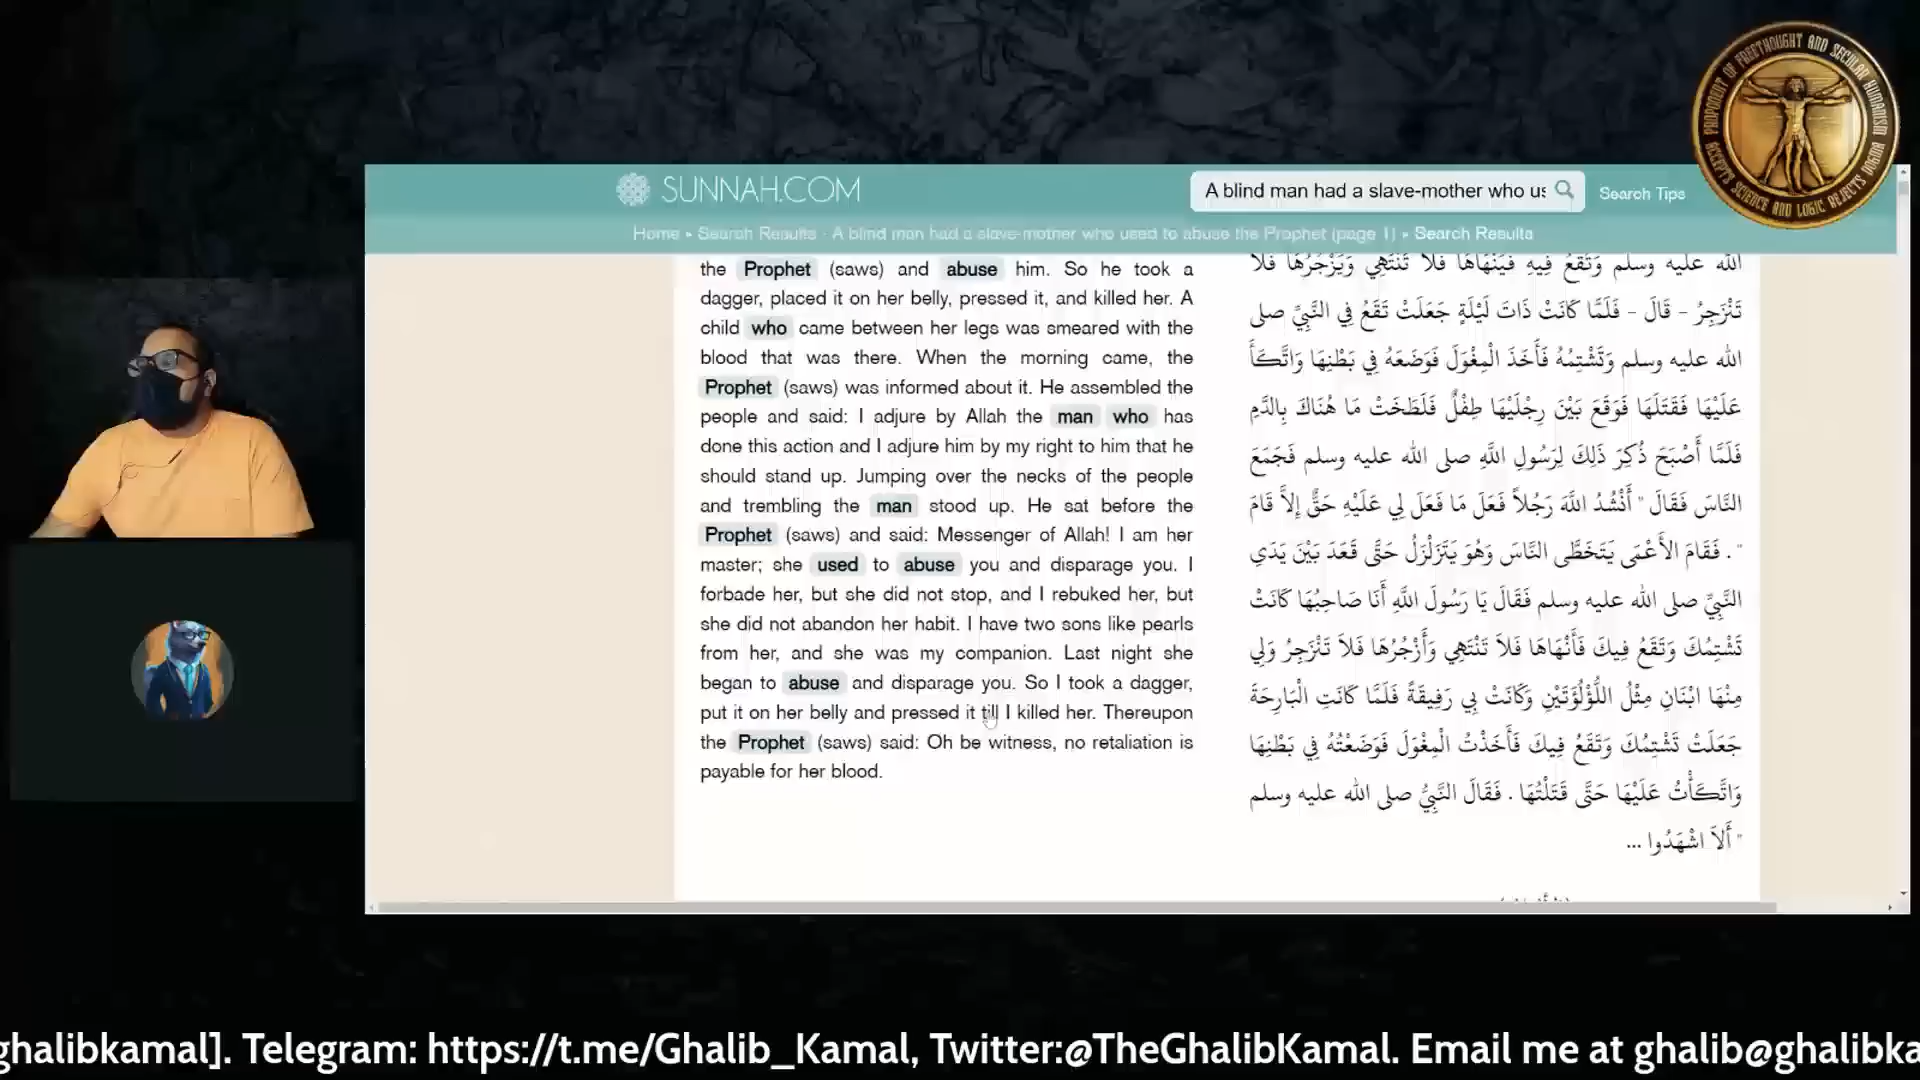 PROPONENT OF FREETHOUGHT AND SECULAR HUMANISM
ACCEPTS SCIENCE AND LOGIC REJECTS DOGMA
SUNNAH.COM
A blind man had a slave-mother who us
Search Tips
Home » Search Results - A blind man had a slave-mother who used to abuse the Prophet (page 1) » Search Results
the Prophet (saws) and abuse him. So he took a
dagger, placed it on her belly, pressed it, and killed her. A
child who came between her legs was smeared with the
blood that was there. When the morning came, the
Prophet (saws) was informed about it. He assembled the
people and said: I adjure by Allah the man who has
done this action and I adjure him by my right to him that he
should stand up. Jumping over the necks of the people
and trembling the man stood up. He sat before the
Prophet (saws) and said: Messenger of Allah! I am her
master; she used to abuse you and disparage you. I
forbade her, but she did not stop, and I rebuked her, but
she did not abandon her habit. I have two sons like pearls
from her, and she was my companion. Last night she
began to abuse and disparage you. So I took a dagger,
put it on her belly and pressed it till I killed her. Thereupon
the Prophet (saws) said: Oh be witness, no retaliation is
payable for her blood.
الله عليه وسلم وَتَقَعُ فِيهِ فَيَنْهَاهَا فَلاَ تَنْتَهِي وَيَزْجُرُهَا فَلاَ
تَنْزَجِرُ - قَالَ - فَلَمَّا كَانَتْ ذَاتَ لَيْلَةٍ جَعَلَتْ تَقَعُ فِي النَّبِيِّ صلى
الله عليه وسلم وَتَشْتِمُهُ فَأَخَذَ الْمِغْوَلَ فَوَضَعَهُ فِي بَطْنِهَا وَاتَّكَأَ
عَلَيْهَا فَقَتَلَهَا فَوَقَعَ بَيْنَ رِجْلَيْهَا طِفْلٌ فَلَطَخَتْ مَا هُنَاكَ بِالدَّمِ
فَلَمَّا أَصْبَحَ ذُكِرَ ذَلِكَ لِرَسُولِ اللَّهِ صلى الله عليه وسلم فَجَمَعَ
النَّاسَ فَقَالَ " أَنْشُدُ اللَّهَ رَجُلاً فَعَلَ مَا فَعَلَ لِي عَلَيْهِ حَقٌّ إِلاَّ قَامَ
" . فَقَامَ الأَعْمَى يَتَخَطَّى النَّاسَ وَهُوَ يَتَزَلْزَلُ حَتَّى قَعَدَ بَيْنَ يَدَىِ
النَّبِيِّ صلى الله عليه وسلم فَقَالَ يَا رَسُولَ اللَّهِ أَنَا صَاحِبُهَا كَانَتْ
تَشْتِمُكَ وَتَقَعُ فِيكَ فَأَنْهَاهَا فَلاَ تَنْتَهِي وَأَزْجُرُهَا فَلاَ تَنْزَجِرُ وَلِي
مِنْهَا ابْنَانِ مِثْلُ اللُّؤْلُؤَتَيْنِ وَكَانَتْ بِي رَفِيقَةً فَلَمَّا كَانَتِ الْبَارِحَةَ
جَعَلَتْ تَشْتِمُكَ وَتَقَعُ فِيكَ فَأَخَذْتُ الْمِغْوَلَ فَوَضَعْتُهُ فِي بَطْنِهَا
وَاتَّكَأْتُ عَلَيْهَا حَتَّى قَتَلْتُهَا . فَقَالَ النَّبِيُّ صلى الله عليه وسلم
" أَلاَ اشْهَدُوا ...
ghalibkamal]. Telegram: https://t.me/Ghalib_Kamal, Twitter:@TheGhalibKamal. Email me at ghalib@ghalibka